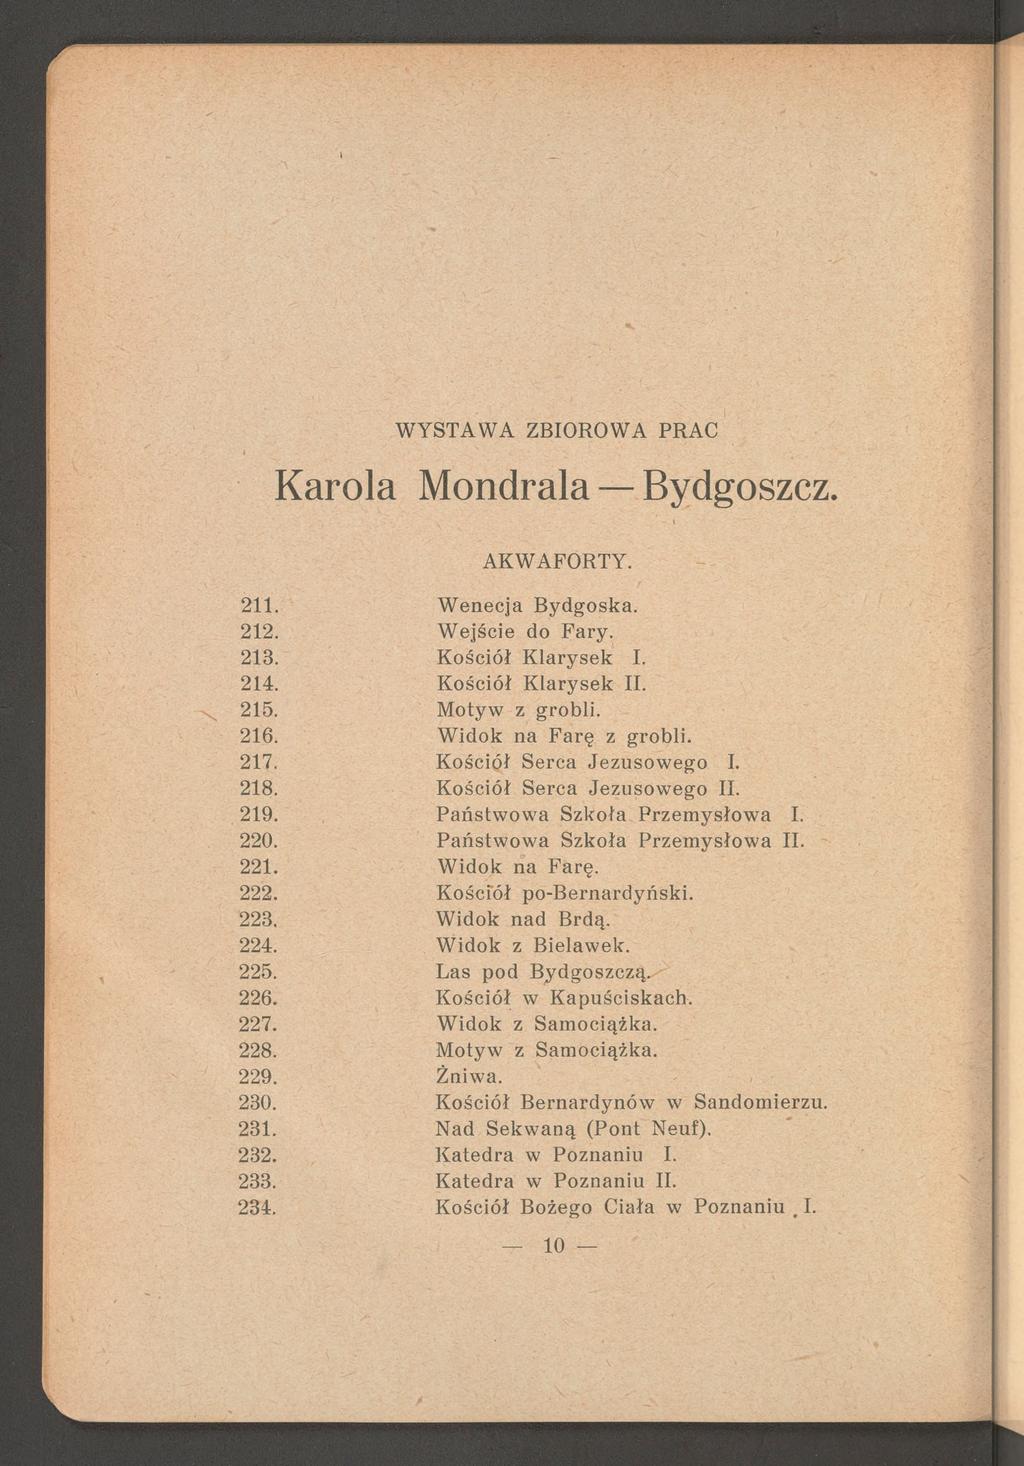 WYSTAWA ZBIOROWA PRAC
Karola Mondrala — Bydgoszcz.
AKWAFORTY.
211. Wenecja Bydgoska.
212. Wejście do Fary.
213. Kościół Klarysek I.
214. Kościół Klarysek II.
215. Motyw z grobli.
216. Widok na Farę z grobli.
217. Kościół Serca Jezusowego I.
218. Kościół Serca Jezusowego II.
219. Państwowa Szkoła Przemysłowa I.
220. Państwowa Szkoła Przemysłowa II.
221. Widok na Farę.
222. Kościół po-Bernardyński.
223. Widok nad Brdą.
224. Widok z Bielawek.
225. Las pod Bydgoszczą.
226. Kościół w Kapuściskach.
227. Widok z Samociążka.
228. Motyw z Samociążka.
229. Żniwa.
230. Kościół Bernardynów w Sandomierzu.
231. Nad Sekwaną (Pont Neuf).
232. Katedra w Poznaniu I.
233. Katedra w Poznaniu II.
234. Kościół Bożego Ciała w Poznaniu I.
— 10 —